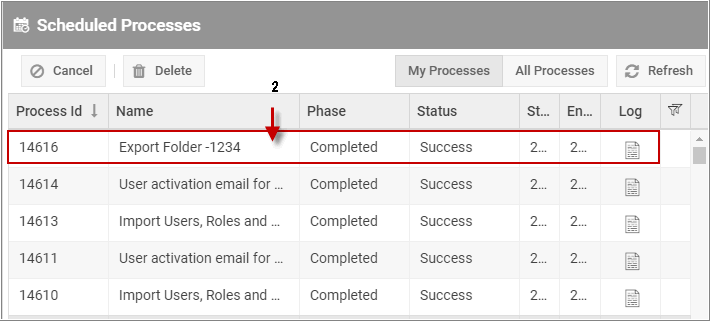 Scheduled Processes
Cancel Delete My Processes All Processes Refresh
2
Process Id Name Phase Status St... En... Log
14616 Export Folder -1234 Completed Success 2... 2...
14614 User activation email for ... Completed Success 2... 2...
14613 Import Users, Roles and ... Completed Success 2... 2...
14611 User activation email for ... Completed Success 2... 2...
14610 Import Users, Roles and ... Completed Success 2... 2...